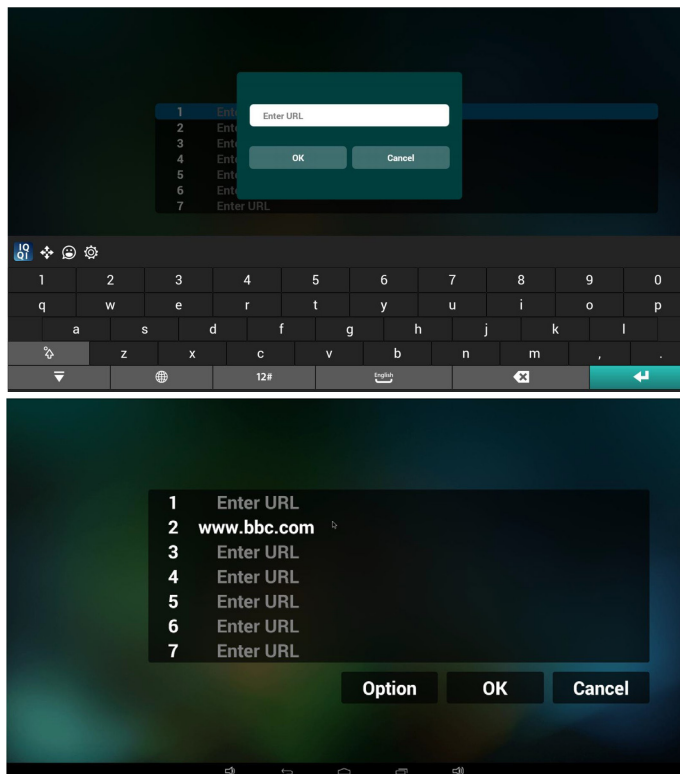 Enter URL
OK Cancel
1 Ente
2 Ente
3 Ente
4 Ente
5 Ente
6 Ente
7 Enter URL
IQ
QI
1 2 3 4 5 6 7 8 9 0
q w e r t y u i o p
a s d f g h j k l
z x c v b n m , .
12# English
1 Enter URL
2 www.bbc.com
3 Enter URL
4 Enter URL
5 Enter URL
6 Enter URL
7 Enter URL
Option OK Cancel